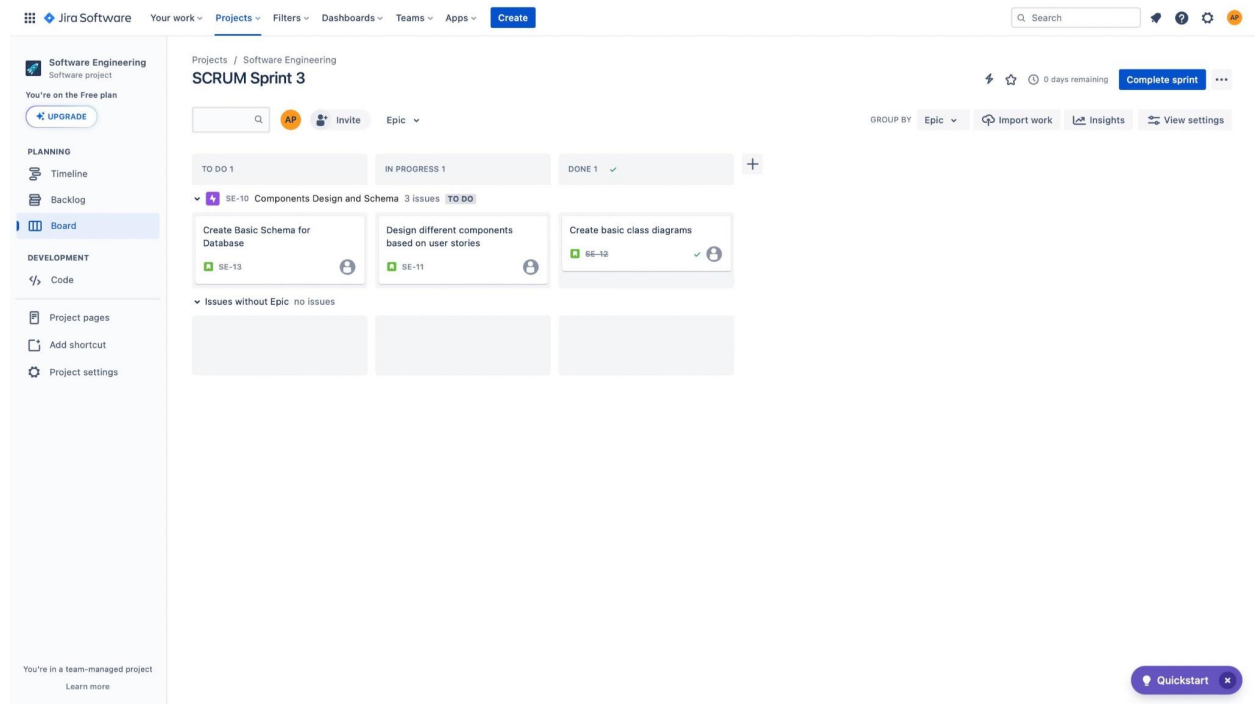 Jira Software Your work Projects Filters Dashboards Teams Apps Create Search AP
Software Engineering
Software project
You're on the Free plan
UPGRADE
PLANNING
Timeline
Backlog
Board
DEVELOPMENT
Code
Project pages
Add shortcut
Project settings
You're in a team-managed project
Learn more
Projects / Software Engineering
SCRUM Sprint 3
0 days remaining Complete sprint
AP Invite Epic GROUP BY Epic Import work Insights View settings
TO DO 1 IN PROGRESS 1 DONE 1
SE-10 Components Design and Schema 3 issues TO DO
Create Basic Schema for
Database
SE-13
Design different components
based on user stories
SE-11
Create basic class diagrams
SE-12
Issues without Epic no issues
Quickstart